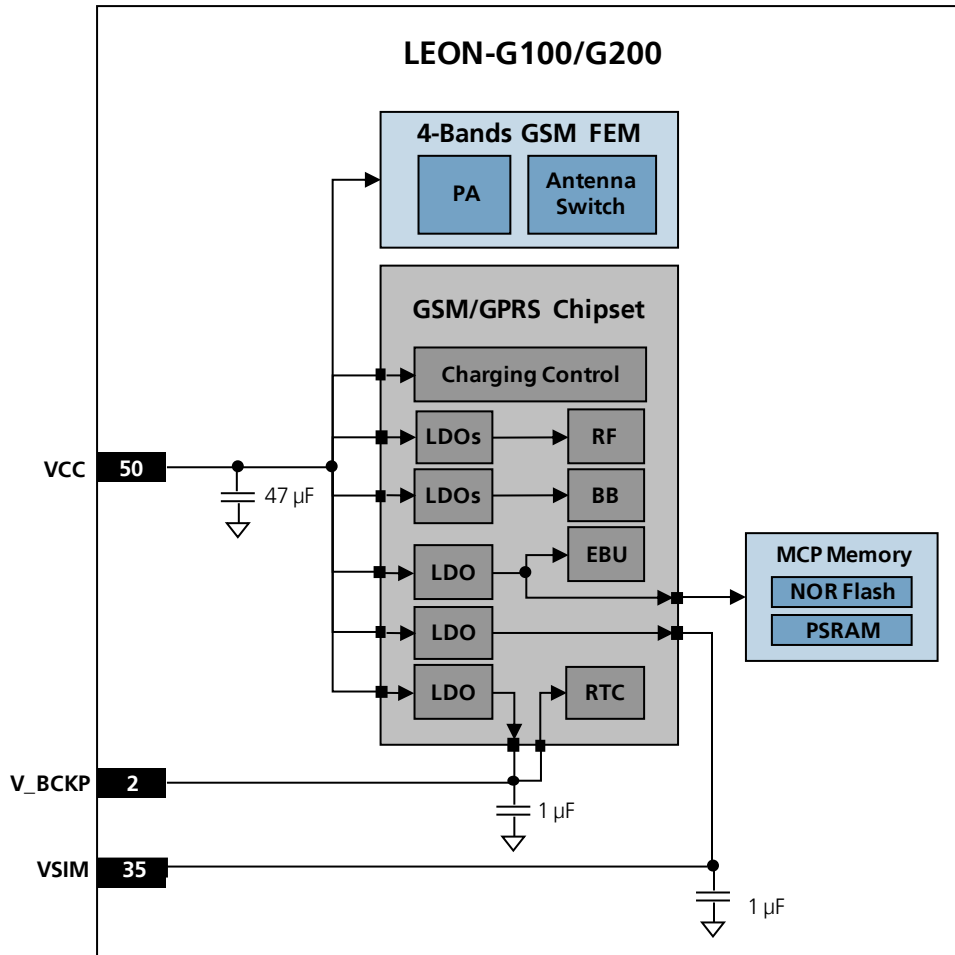 LEON-G100/G200
4-Bands GSM FEM
PA
Antenna
Switch
GSM/GPRS Chipset
Charging Control
LDOs
RF
VCC
50
47 µF
LDOs
BB
LDO
EBU
MCP Memory
NOR Flash
PSRAM
LDO
LDO
RTC
V_BCKP
2
1 µF
VSIM
35
1 µF